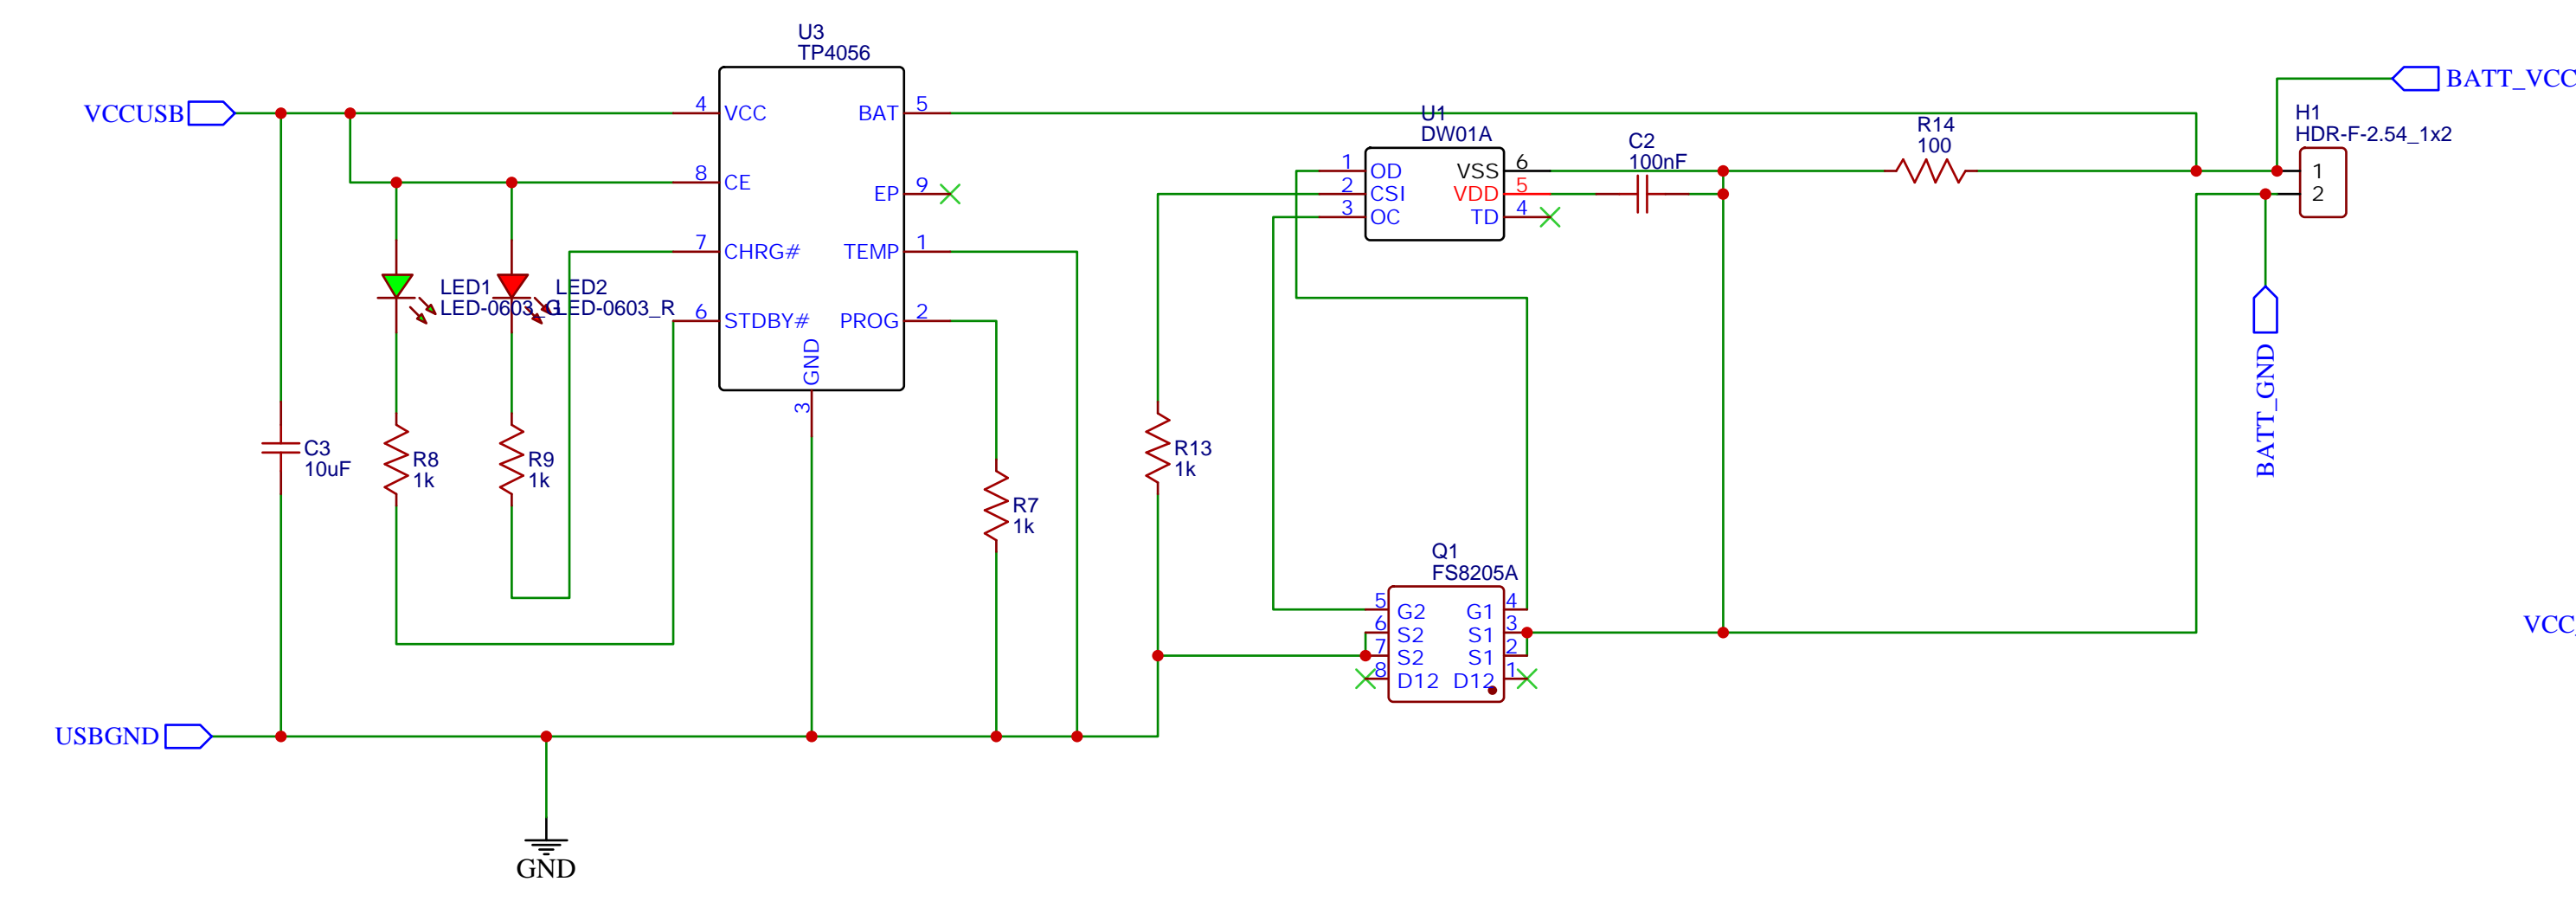 U3
TP4056
VCCUSB
4
VCC
BAT
5
8
CE
EP
9
7
CHRG#
TEMP
1
6
STDBY#
PROG
2
GND
3
LED1
LED-0603_G
LED2
LED-0603_R
C3
10uF
R8
1k
R9
1k
R7
1k
R13
1k
USBGND
GND
U1
DW01A
1
OD
VSS
6
2
CSI
VDD
5
3
OC
TD
4
C2
100nF
R14
100
BATT_VCC
H1
HDR-F-2.54_1x2
1
2
BATT_GND
Q1
FS8205A
5
G2
G1
4
6
S2
S1
3
7
S2
S1
2
8
D12
D12
1
VCC